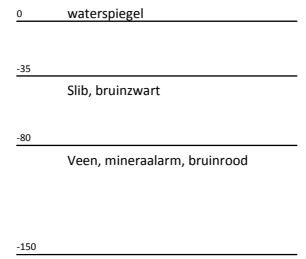 0 waterspiegel
-35
Slib, bruinzwart
-80
Veen, mineraalarm, bruinrood
-150